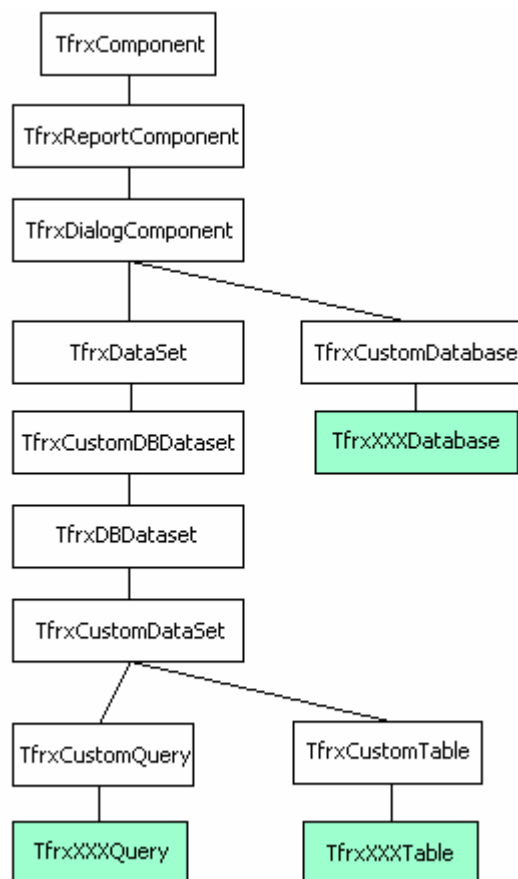 TfrxComponent
TfrxReportComponent
TfrxDialogComponent
TfrxDataSet
TfrxCustomDatabase
TfrxCustomDBDataset
TfrxXXXDatabase
TfrxDBDataset
TfrxCustomDataSet
TfrxCustomQuery
TfrxCustomTable
TfrxXXXQuery
TfrxXXXTable